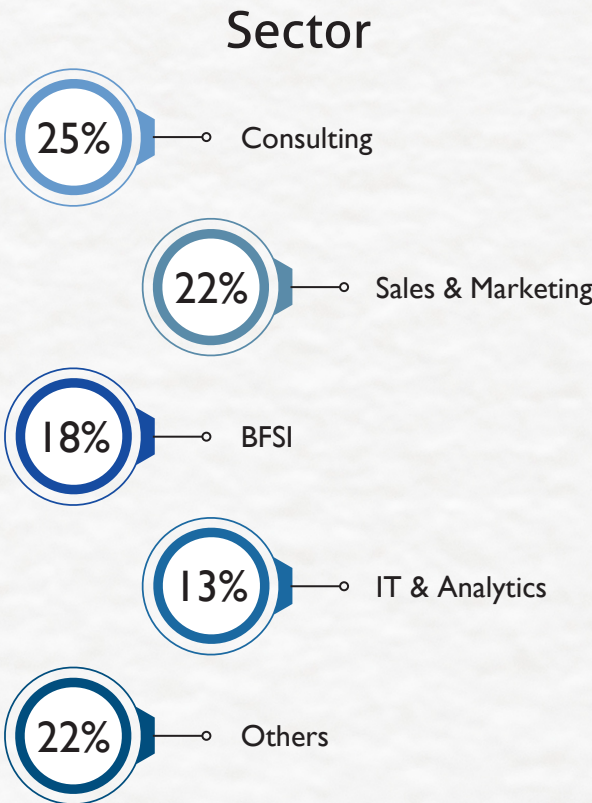 Sector
25%
Consulting
22%
Sales & Marketing
18%
BFSI
13%
IT & Analytics
22%
Others